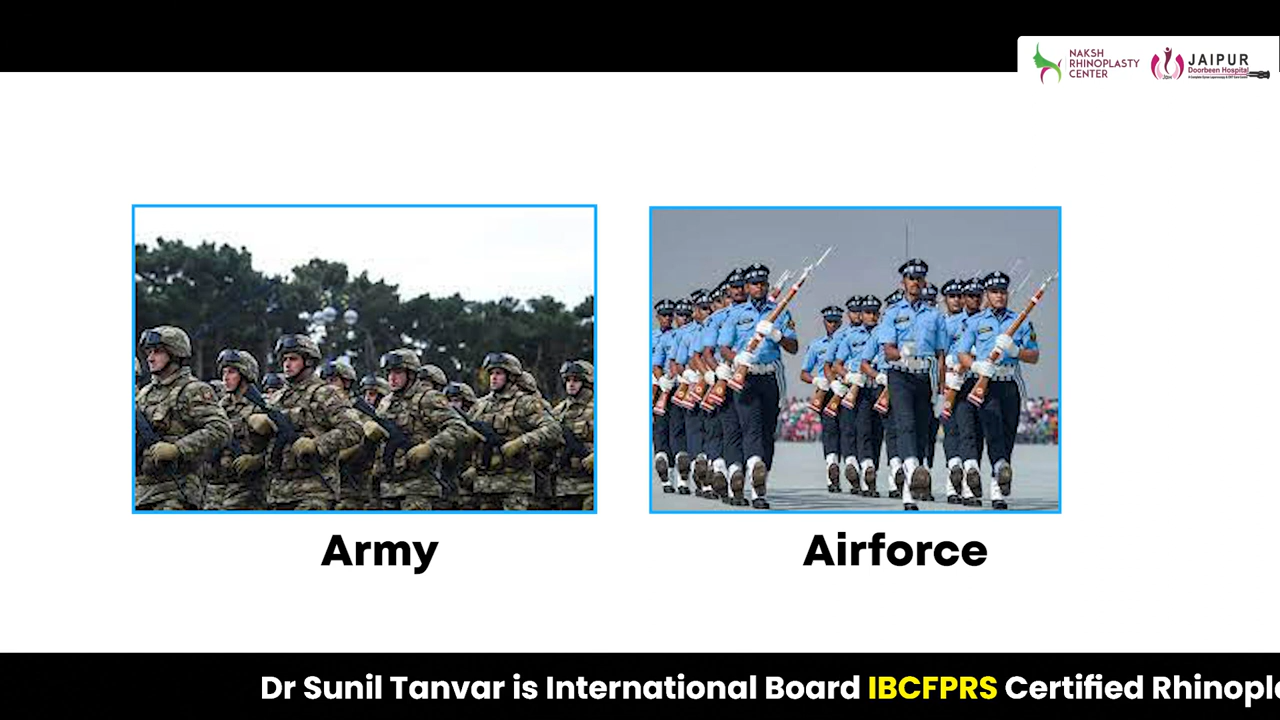 NAKSH
RHINOPLASTY
CENTER
JAIPUR
Doorbeen Hospital
Army
Airforce
Dr Sunil Tanvar is International Board IBCFPRS Certified Rhinopl